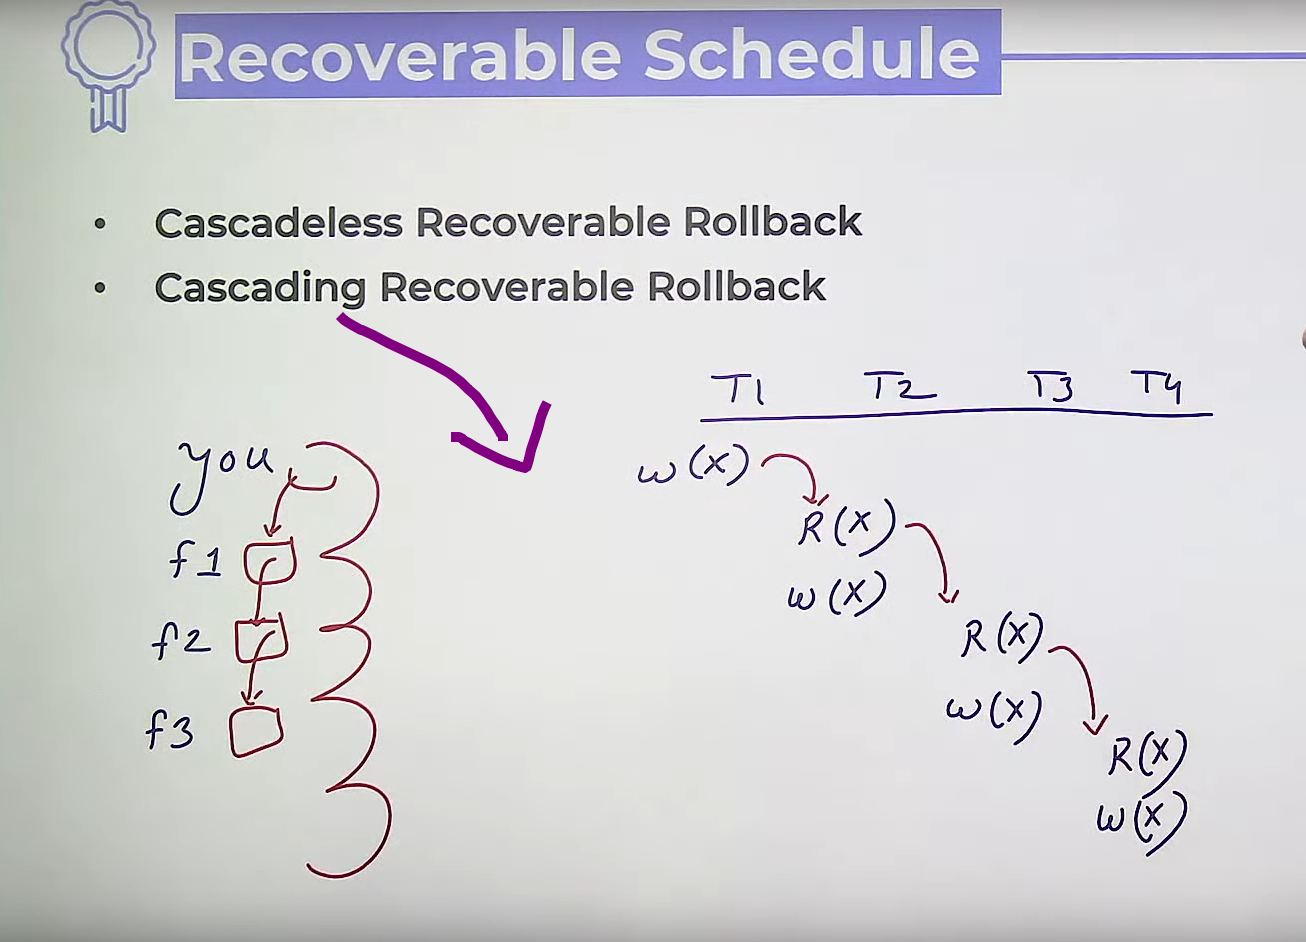 Recoverable Schedule
• Cascadeless Recoverable Rollback
• Cascading Recoverable Rollback
T1 T2 T3 T4
you
w(x)
R(x)
f1
w(x)
f2
R(x)
w(x)
f3
R(x)
w(x)